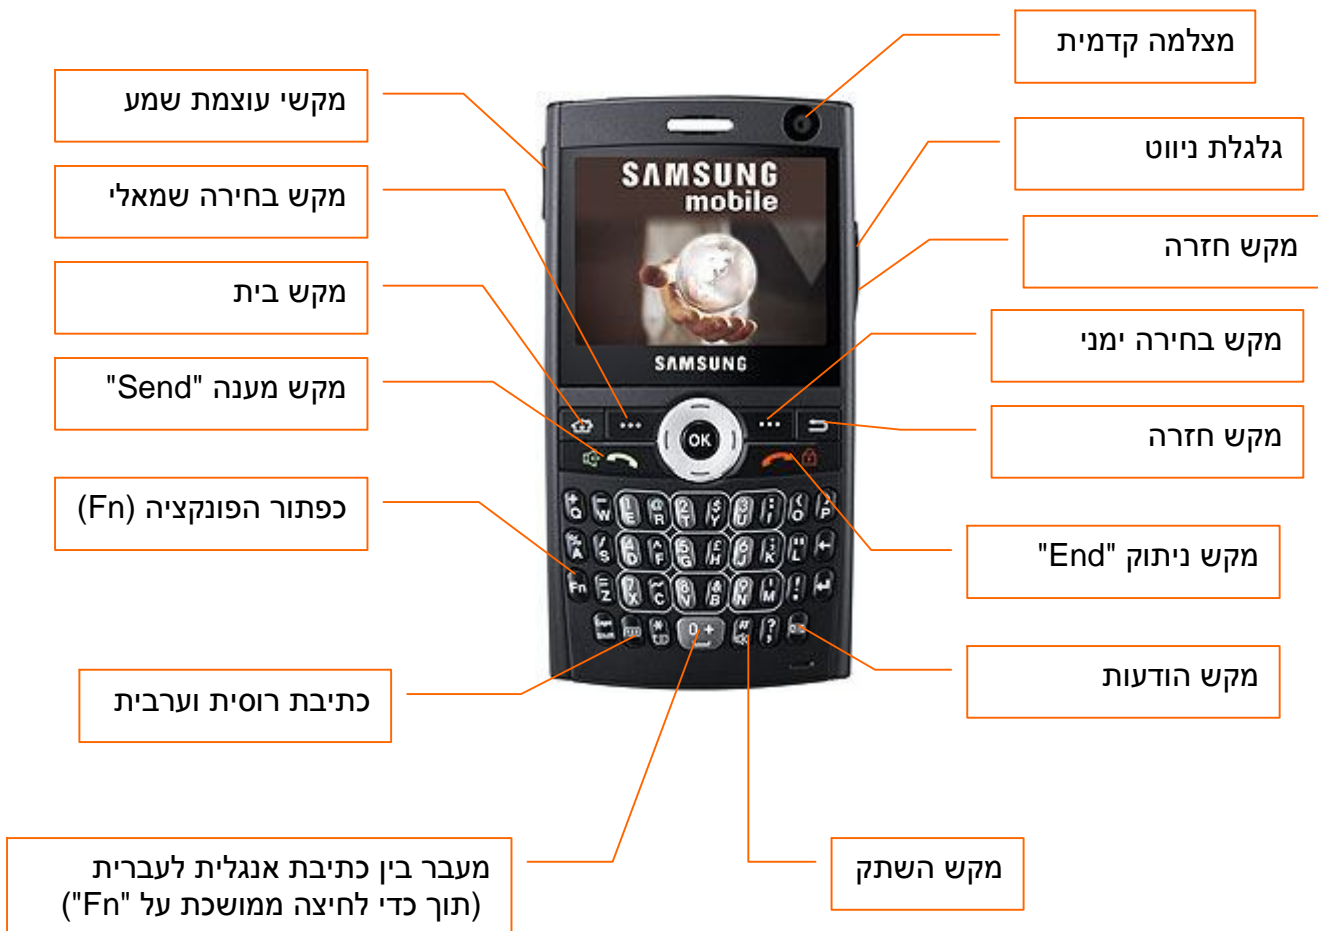 מצלמה קדמית
מקשי עוצמת שמע
גלגלת ניווט
מקש בחירה שמאלי
מקש חזרה
מקש בית
מקש בחירה ימני
מקש מענה "Send"
מקש חזרה
כפתור הפונקציה (Fn)
מקש ניתוק "End"
כתיבת רוסית וערבית
מקש הודעות
מעבר בין כתיבת אנגלית לעברית
(תוך כדי לחיצה ממושכת על "Fn")
מקש השתק
SAMSUNG
mobile
SAMSUNG
OK
Q W E R T Y U I O P
A S D F G H J K L
Fn Z X C V B N M
0 +